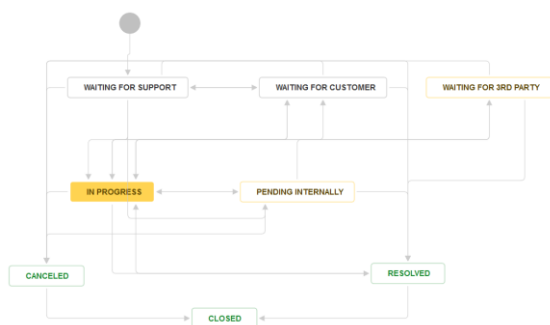 WAITING FOR SUPPORT
WAITING FOR CUSTOMER
WAITING FOR 3RD PARTY
IN PROGRESS
PENDING INTERNALLY
CANCELED
RESOLVED
CLOSED